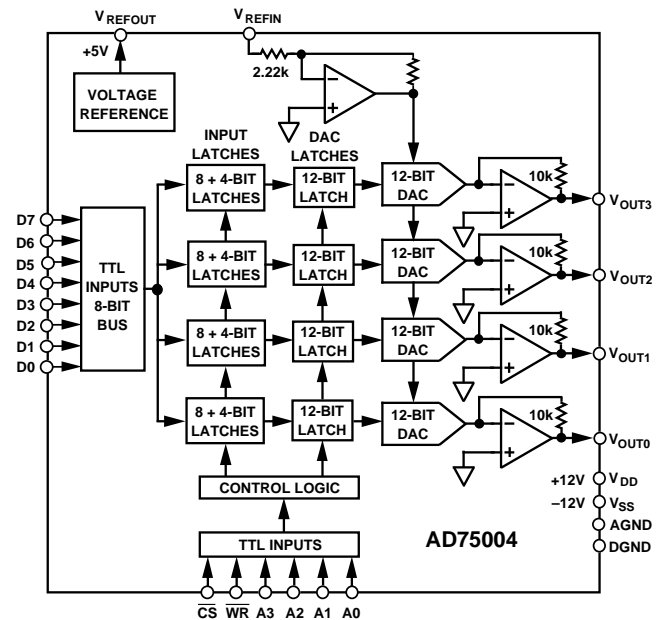 V REFOUT
V REFIN
+5V
2.22k
VOLTAGE
REFERENCE
INPUT
LATCHES
DAC
LATCHES
8 + 4-BIT
LATCHES
12-BIT
LATCH
12-BIT
DAC
10k
VOUT3
D7
D6
D5
D4
D3
D2
D1
D0
TTL
INPUTS
8-BIT
BUS
8 + 4-BIT
LATCHES
12-BIT
LATCH
12-BIT
DAC
10k
VOUT2
8 + 4-BIT
LATCHES
12-BIT
LATCH
12-BIT
DAC
10k
VOUT1
8 + 4-BIT
LATCHES
12-BIT
LATCH
12-BIT
DAC
10k
VOUT0
CONTROL LOGIC
+12V VDD
–12V VSS
AGND
DGND
TTL INPUTS
AD75004
CS WR A3 A2 A1 A0